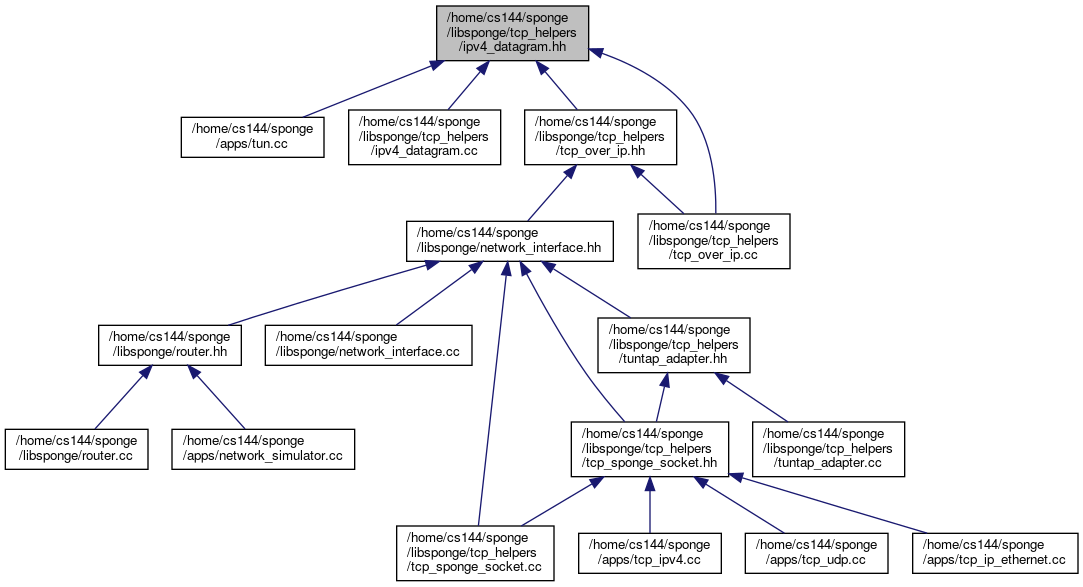 /home/cs144/sponge
/libsponge/tcp_helpers
/ipv4_datagram.hh
/home/cs144/sponge
/apps/tun.cc
/home/cs144/sponge
/libsponge/tcp_helpers
/ipv4_datagram.cc
/home/cs144/sponge
/libsponge/tcp_helpers
/tcp_over_ip.hh
/home/cs144/sponge
/libsponge/network_interface.hh
/home/cs144/sponge
/libsponge/tcp_helpers
/tcp_over_ip.cc
/home/cs144/sponge
/libsponge/router.hh
/home/cs144/sponge
/libsponge/network_interface.cc
/home/cs144/sponge
/libsponge/tcp_helpers
/tuntap_adapter.hh
/home/cs144/sponge
/libsponge/router.cc
/home/cs144/sponge
/apps/network_simulator.cc
/home/cs144/sponge
/libsponge/tcp_helpers
/tcp_sponge_socket.hh
/home/cs144/sponge
/libsponge/tcp_helpers
/tuntap_adapter.cc
/home/cs144/sponge
/libsponge/tcp_helpers
/tcp_sponge_socket.cc
/home/cs144/sponge
/apps/tcp_ipv4.cc
/home/cs144/sponge
/apps/tcp_udp.cc
/home/cs144/sponge
/apps/tcp_ip_ethernet.cc